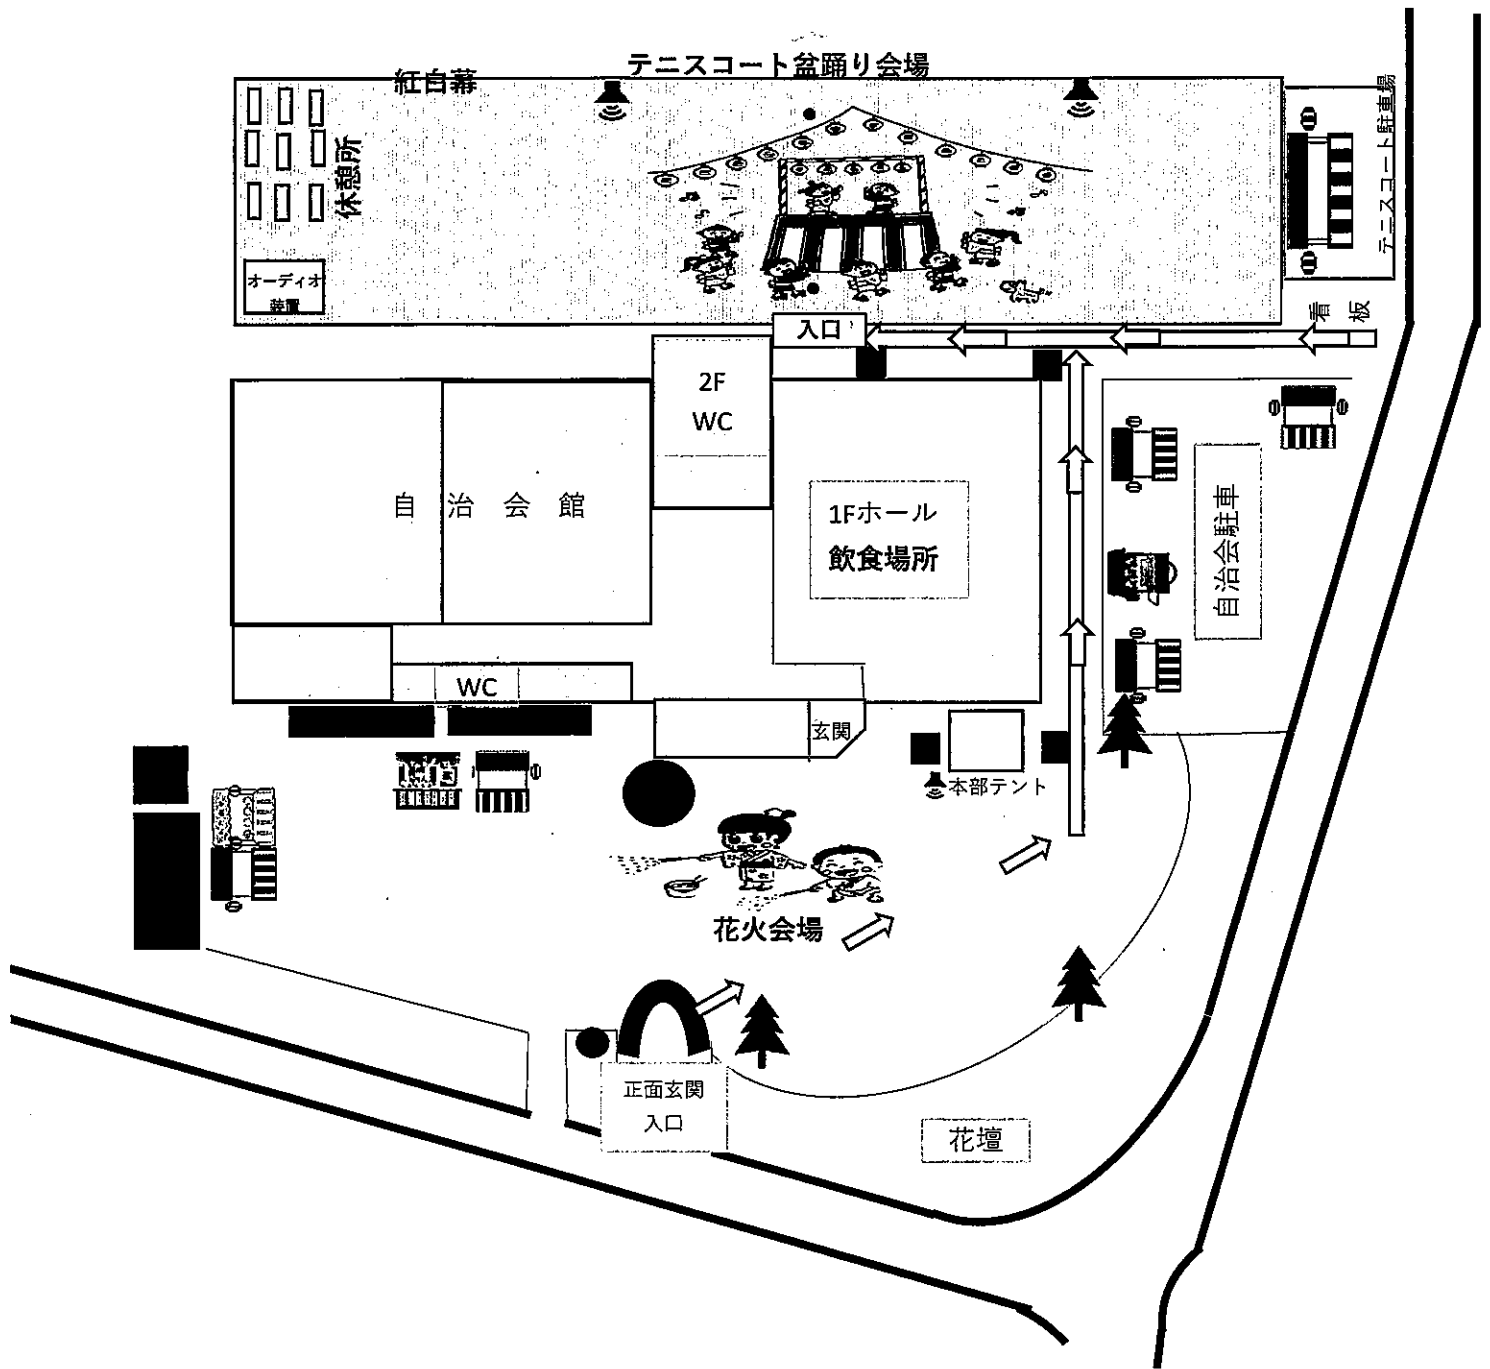 テニスコート盆踊り会場
紅白幕
休憩所
オーディオ
装置
テニスコート駐車場
看板
入口
2F
WC
自治会館
1Fホール
飲食場所
自治会駐車
WC
玄関
本部テント
花火会場
正面玄関
入口
花壇